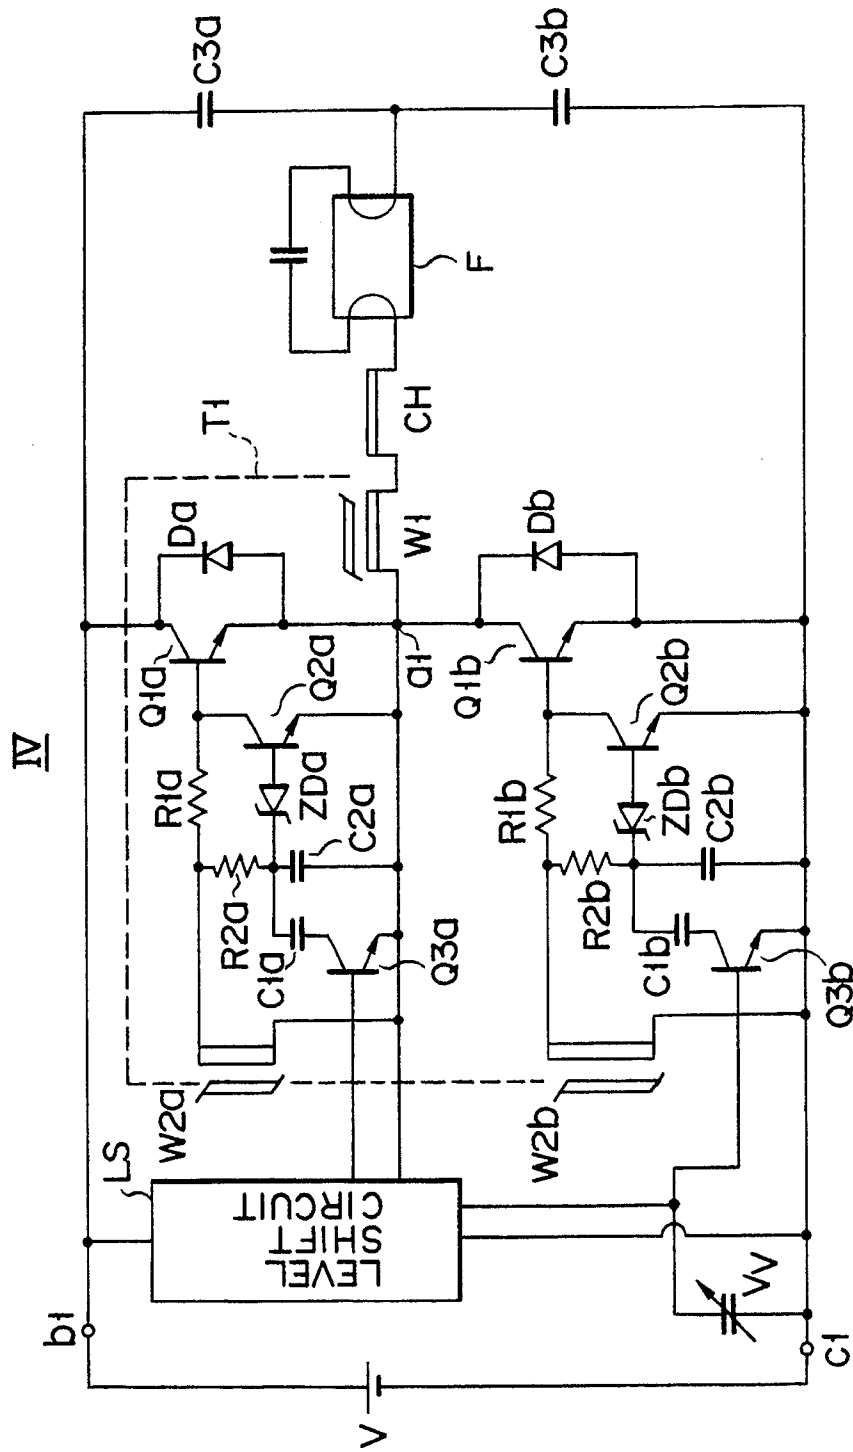 IV
b1
LS
LEVEL
SHIFT
CIRCUIT
W2a
C1a
R2a
R1a
Q1a
Da
T1
C3a
C2a
ZDa
Q2a
Q3a
a1
W1
CH
F
V
VV
C1
W2b
C1b
R2b
R1b
Q1b
Db
C3b
C2b
ZDb
Q2b
Q3b